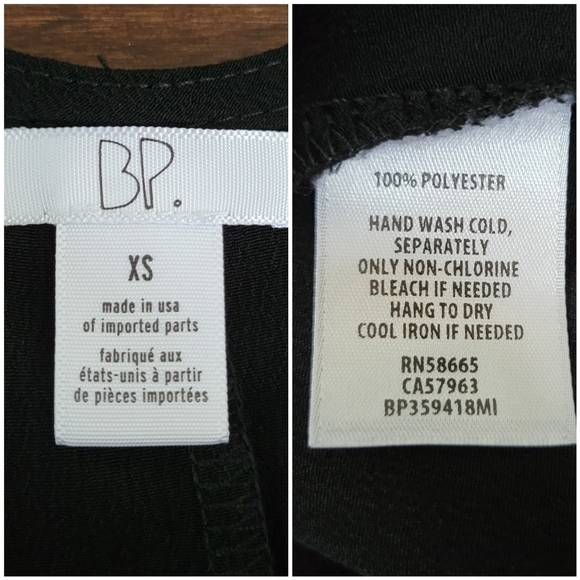 BP.
XS
made in usa
of imported parts
fabriqué aux
états-unis à partir
de pièces importées
100% POLYESTER
HAND WASH COLD,
SEPARATELY
ONLY NON-CHLORINE
BLEACH IF NEEDED
HANG TO DRY
COOL IRON IF NEEDED
RN58665
CA57963
BP359418MI